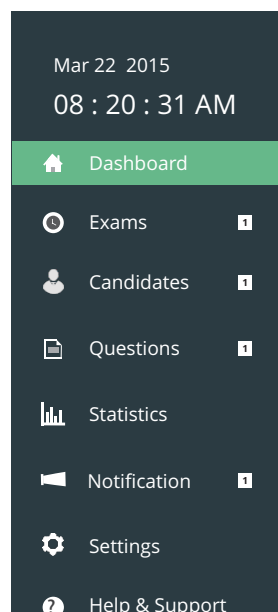 Mar 22 2015
08 : 20 : 31 AM
Dashboard
Exams 1
Candidates 1
Questions 1
Statistics
Notification 1
Settings
? Help & Support